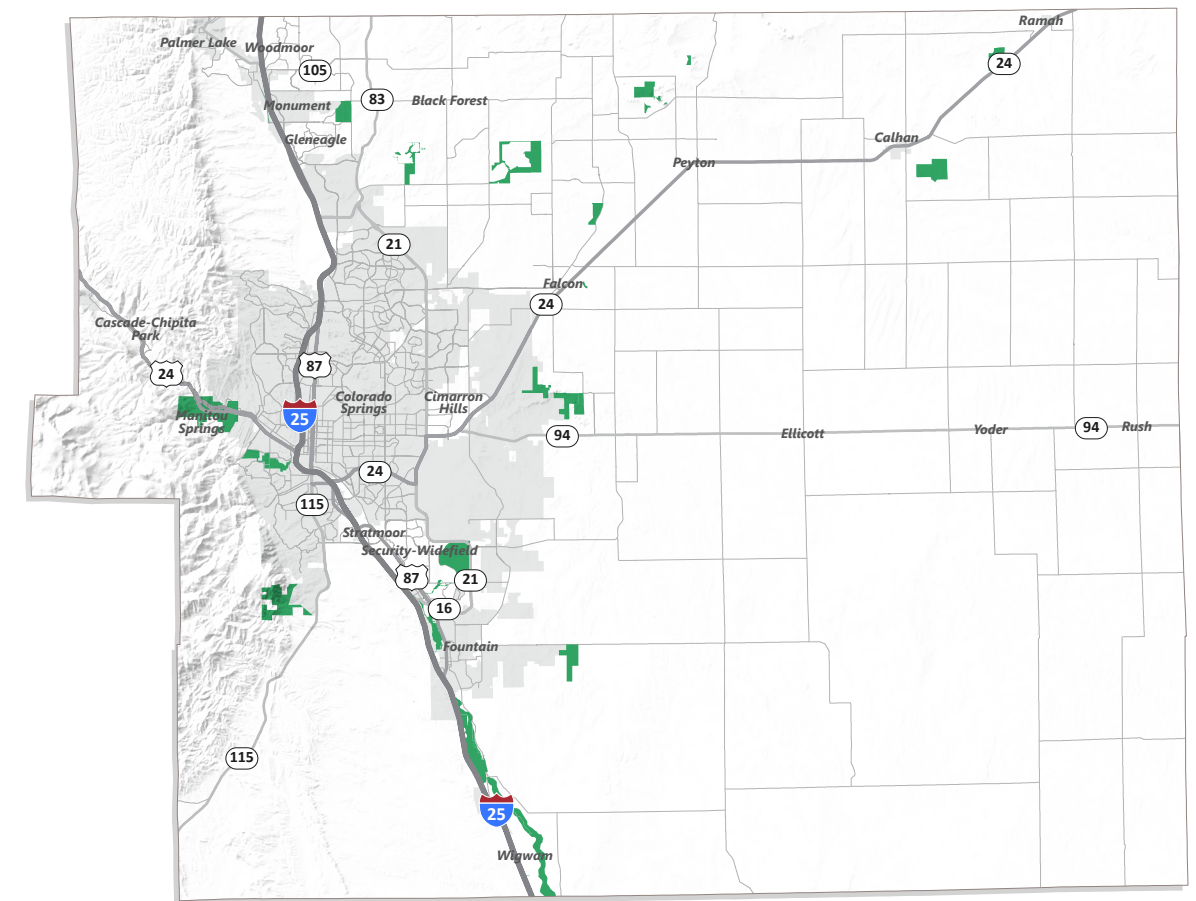 Ramah
Palmer Lake
Woodmoor
24
105
83
Black Forest
Monument
Gleneagle
Calhan
Peyton
21
Falcon
24
Cascade-Chipita
Park
87
24
Colorado
Springs
Cimarron
Hills
25
Manitou
Springs
94
Ellicott
Yoder
94
Rush
24
115
Stratmoor
Security-Widefield
87
21
16
Fountain
115
25
Wigwam